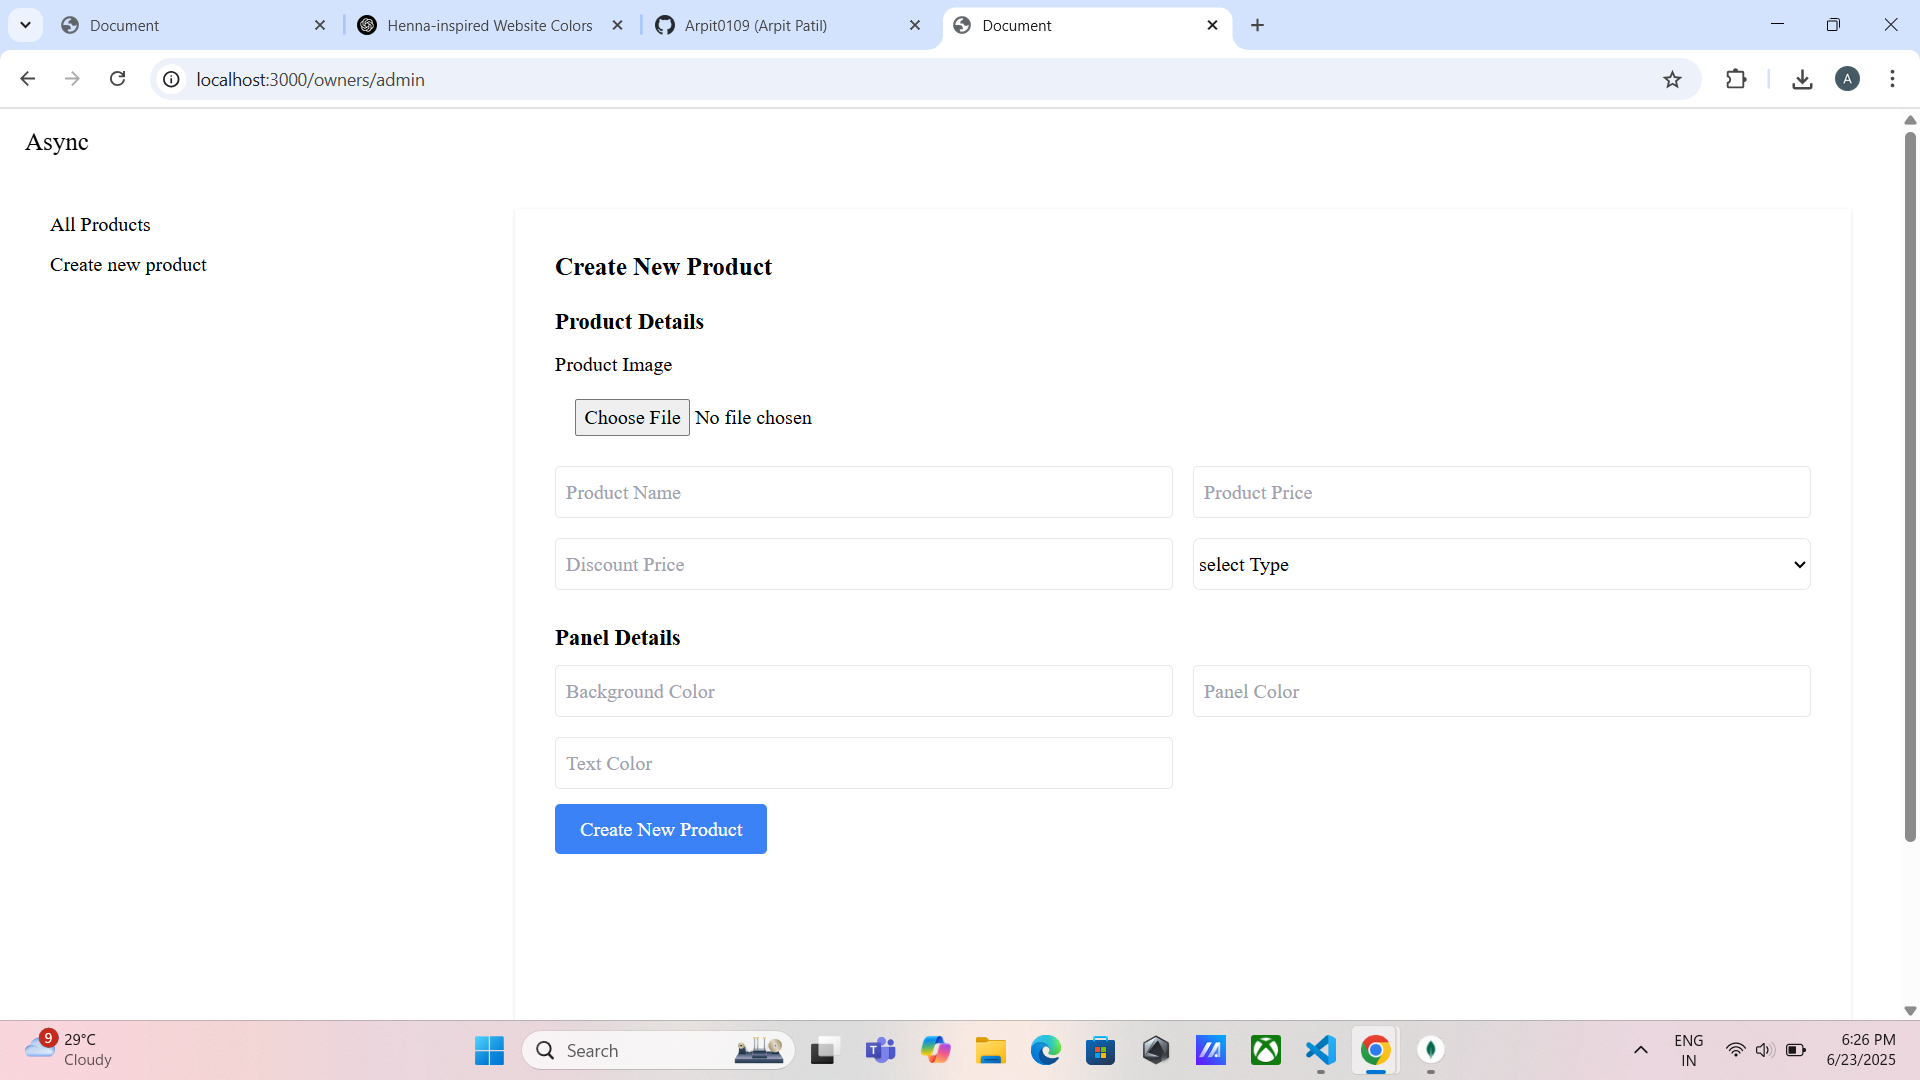 Document
Henna-inspired Website Colors
Arpit0109 (Arpit Patil)
Document
localhost:3000/owners/admin
A
Async
All Products
Create new product
Create New Product
Product Details
Product Image
Choose File No file chosen
Product Name
Product Price
Discount Price
select Type
Panel Details
Background Color
Panel Color
Text Color
Create New Product
9
29°C
Cloudy
Search
ENG
IN
6:26 PM
6/23/2025